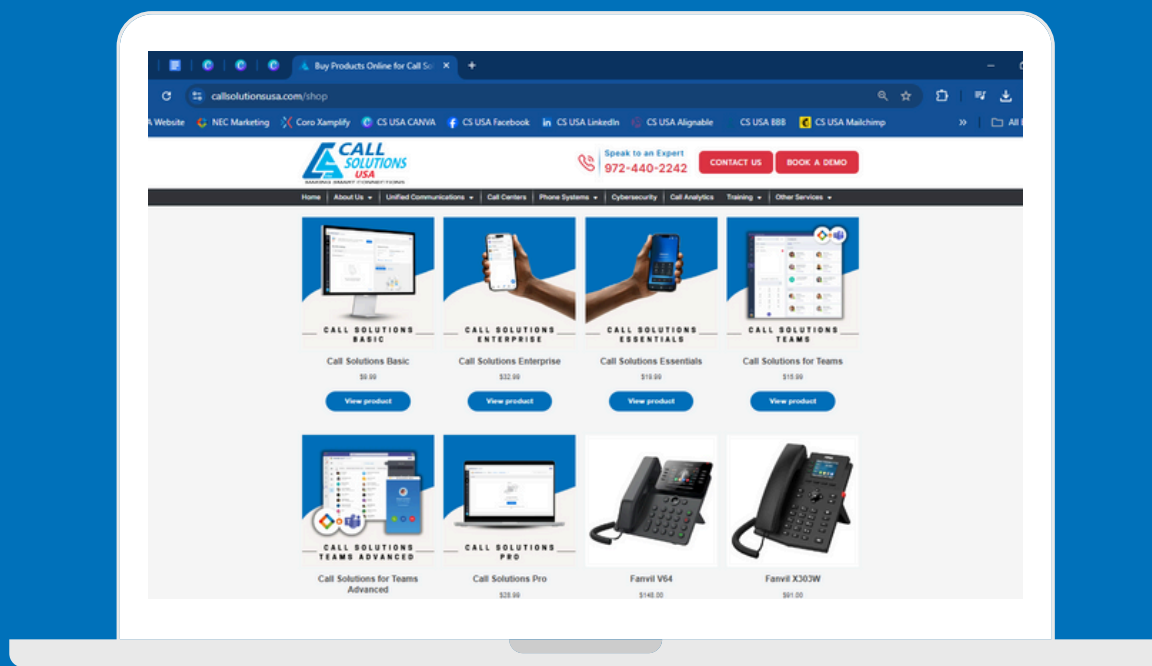 Buy Products Online for Call So
callsolutionsusa.com/shop
A Website NEC Marketing Coro Xamplify CS USA CANVA CS USA Facebook CS USA LinkedIn CS USA Alignable CS USA BBB CS USA Mailchimp » All
CALL
SOLUTIONS
USA
MAKING SMART CONNECTIONS
Speak to an Expert
972-440-2242
CONTACT US
BOOK A DEMO
Home About Us Unified Communications Call Centers Phone Systems Cybersecurity Call Analytics Training Other Services
CALL SOLUTIONS
BASIC
CALL SOLUTIONS
ENTERPRISE
CALL SOLUTIONS
ESSENTIALS
CALL SOLUTIONS
TEAMS
Call Solutions Basic
Call Solutions Enterprise
Call Solutions Essentials
Call Solutions for Teams
$9.99
$32.99
$19.99
View product
View product
View product
View product
CALL SOLUTIONS
TEAMS ADVANCED
CALL SOLUTIONS
PRO
Call Solutions for Teams
Advanced
Call Solutions Pro
Fanvil V64
Fanvil X303W
$28.99
$148.00
$91.00